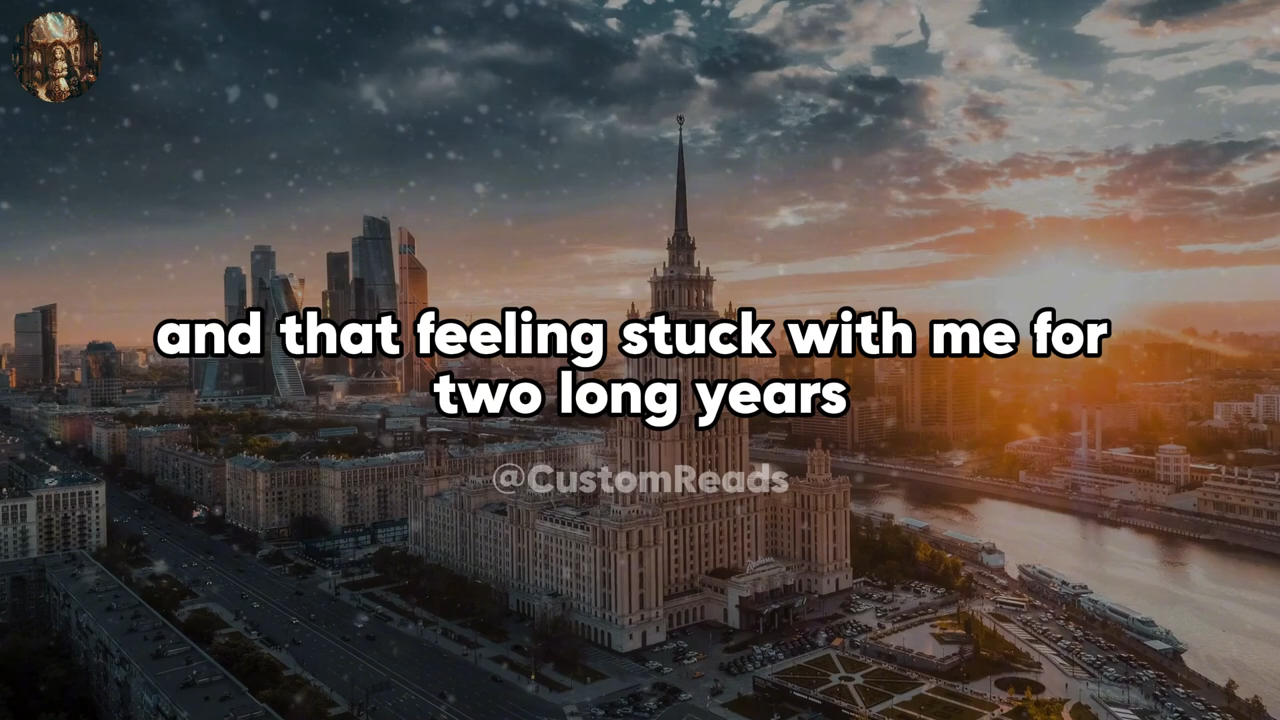 and that feeling stuck with me for
two long years
@CustomReads